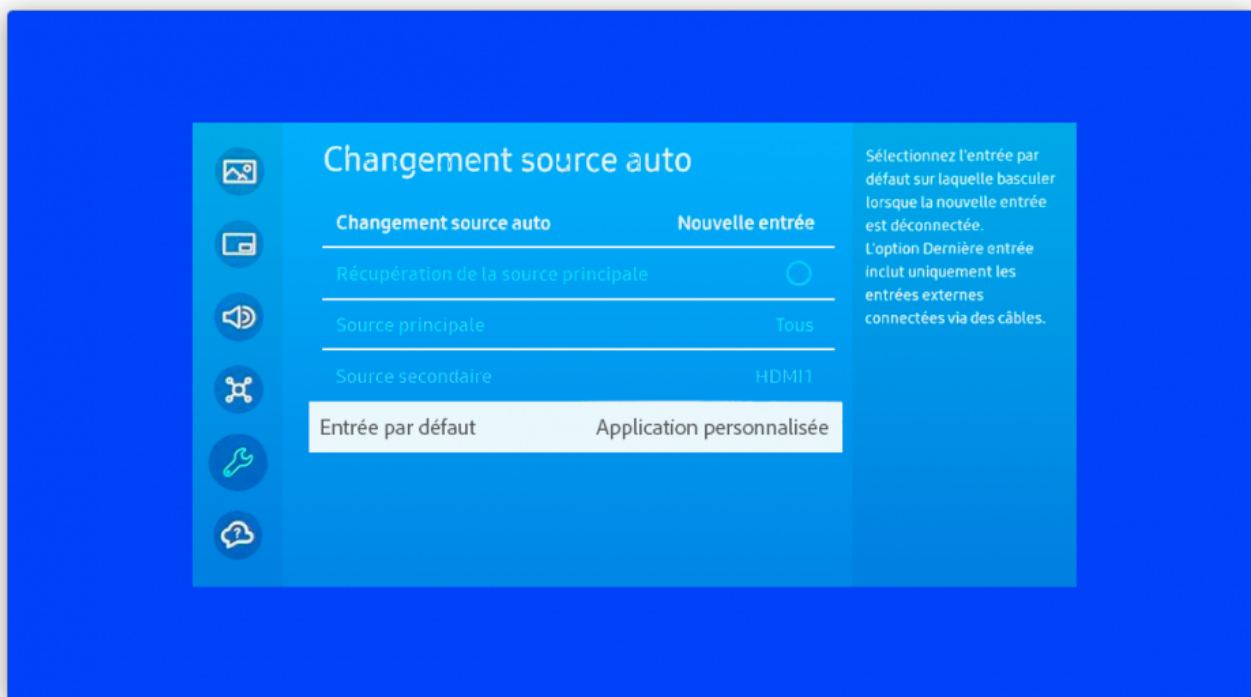 Changement source auto
Changement source auto Nouvelle entrée
Récupération de la source principale
Source principale Tous
Source secondaire HDMI1
Entrée par défaut Application personnalisée
Sélectionnez l'entrée par
défaut sur laquelle basculer
lorsque la nouvelle entrée
est déconnectée.
L'option Dernière entrée
inclut uniquement les
entrées externes
connectées via des câbles.